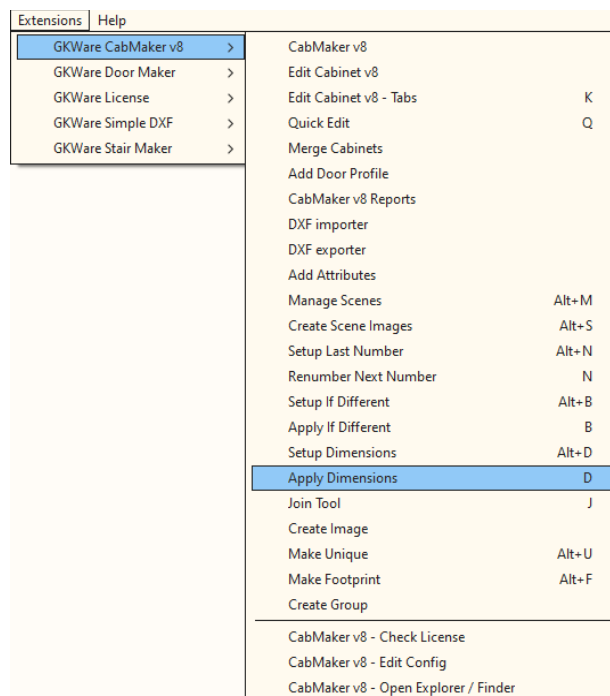 Extensions Help
GKWare CabMaker v8 >
GKWare Door Maker >
GKWare License >
GKWare Simple DXF >
GKWare Stair Maker >
CabMaker v8
Edit Cabinet v8
Edit Cabinet v8 - Tabs K
Quick Edit Q
Merge Cabinets
Add Door Profile
CabMaker v8 Reports
DXF importer
DXF exporter
Add Attributes
Manage Scenes Alt+M
Create Scene Images Alt+S
Setup Last Number Alt+N
Renumber Next Number N
Setup If Different Alt+B
Apply If Different B
Setup Dimensions Alt+D
Apply Dimensions D
Join Tool J
Create Image
Make Unique Alt+U
Make Footprint Alt+F
Create Group
CabMaker v8 - Check License
CabMaker v8 - Edit Config
CabMaker v8 - Open Explorer / Finder